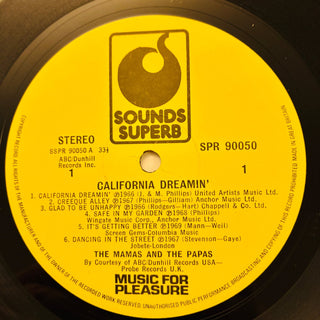 SOUNDS
SUPERB
STEREO
SPR 90050
SSPR 90050 A 33⅓
ABC/Dunhill
Records Inc.
1
1
CALIFORNIA DREAMIN'
1. CALIFORNIA DREAMIN' ℗1966 (J. & M. Phillips) United Artists Music Ltd.
2. CREEQUE ALLEY ℗1967 (Phillips—Gilliam) Anchor Music Ltd.
3. GLAD TO BE UNHAPPY ℗1966 (Rodgers—Hart) Chappell & Co. Ltd.
4. SAFE IN MY GARDEN ℗1968 (Phillips)
Wingate Music Corp., Anchor Music Ltd.
5. IT'S GETTING BETTER ℗1969 (Mann—Weil)
Screen Gems-Columbia Music
6. DANCING IN THE STREET ℗1967 (Stevenson—Gaye)
Jobete-London
THE MAMAS AND THE PAPAS
By Courtesy of ABC/Dunhill Records USA—
Probe Records U.K.
MUSIC FOR
PLEASURE